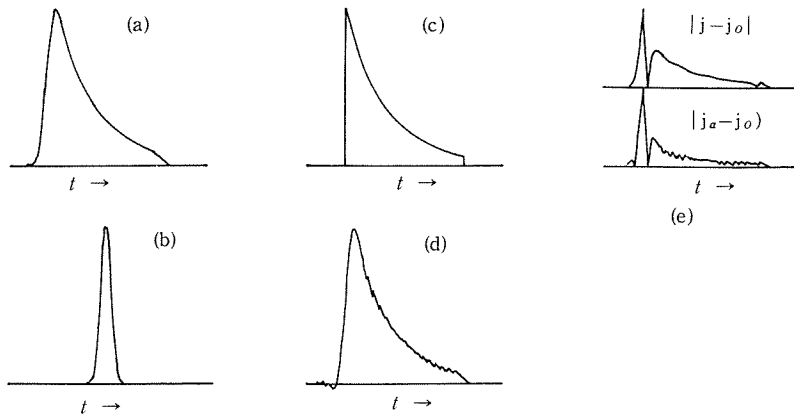 (a)
t →
(c)
t →
|j–jo|
|ja–jo)
t →
(e)
(b)
t →
(d)
t →